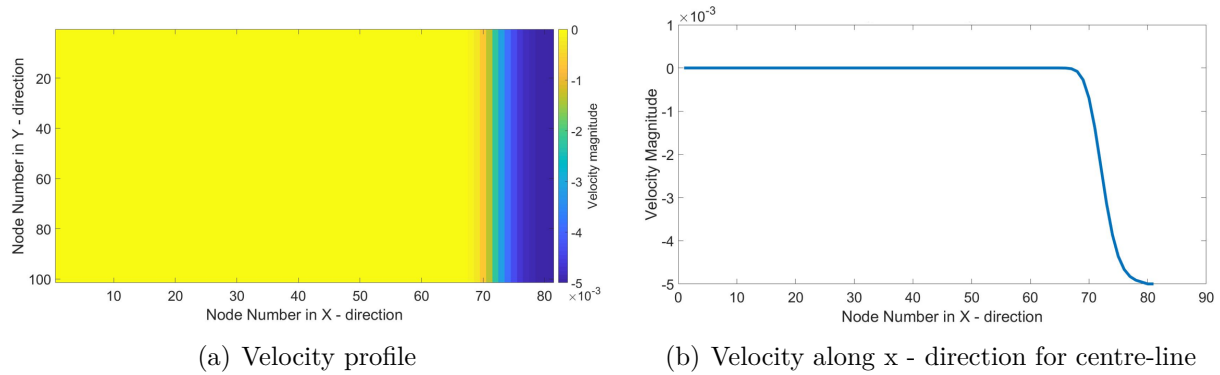 20
40
60
80
100
Node Number in Y - direction
10 20 30 40 50 60 70 80
Node Number in X - direction
0
-1
-2
-3
-4
-5
×10⁻³
Velocity magnitude
(a) Velocity profile
×10⁻³
1
0
-1
-2
-3
-4
-5
Velocity Magnitude
0 10 20 30 40 50 60 70 80 90
Node Number in X - direction
(b) Velocity along x - direction for centre-line